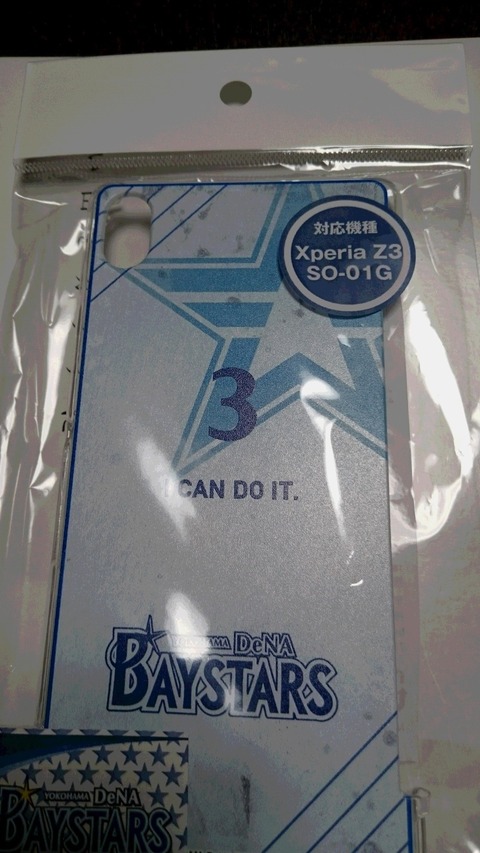 対応機種
Xperia Z3
SO-01G
3
I CAN DO IT.
YOKOHAMA DeNA
BAYSTARS
YOKOHAMA DeNA
BAYSTARS